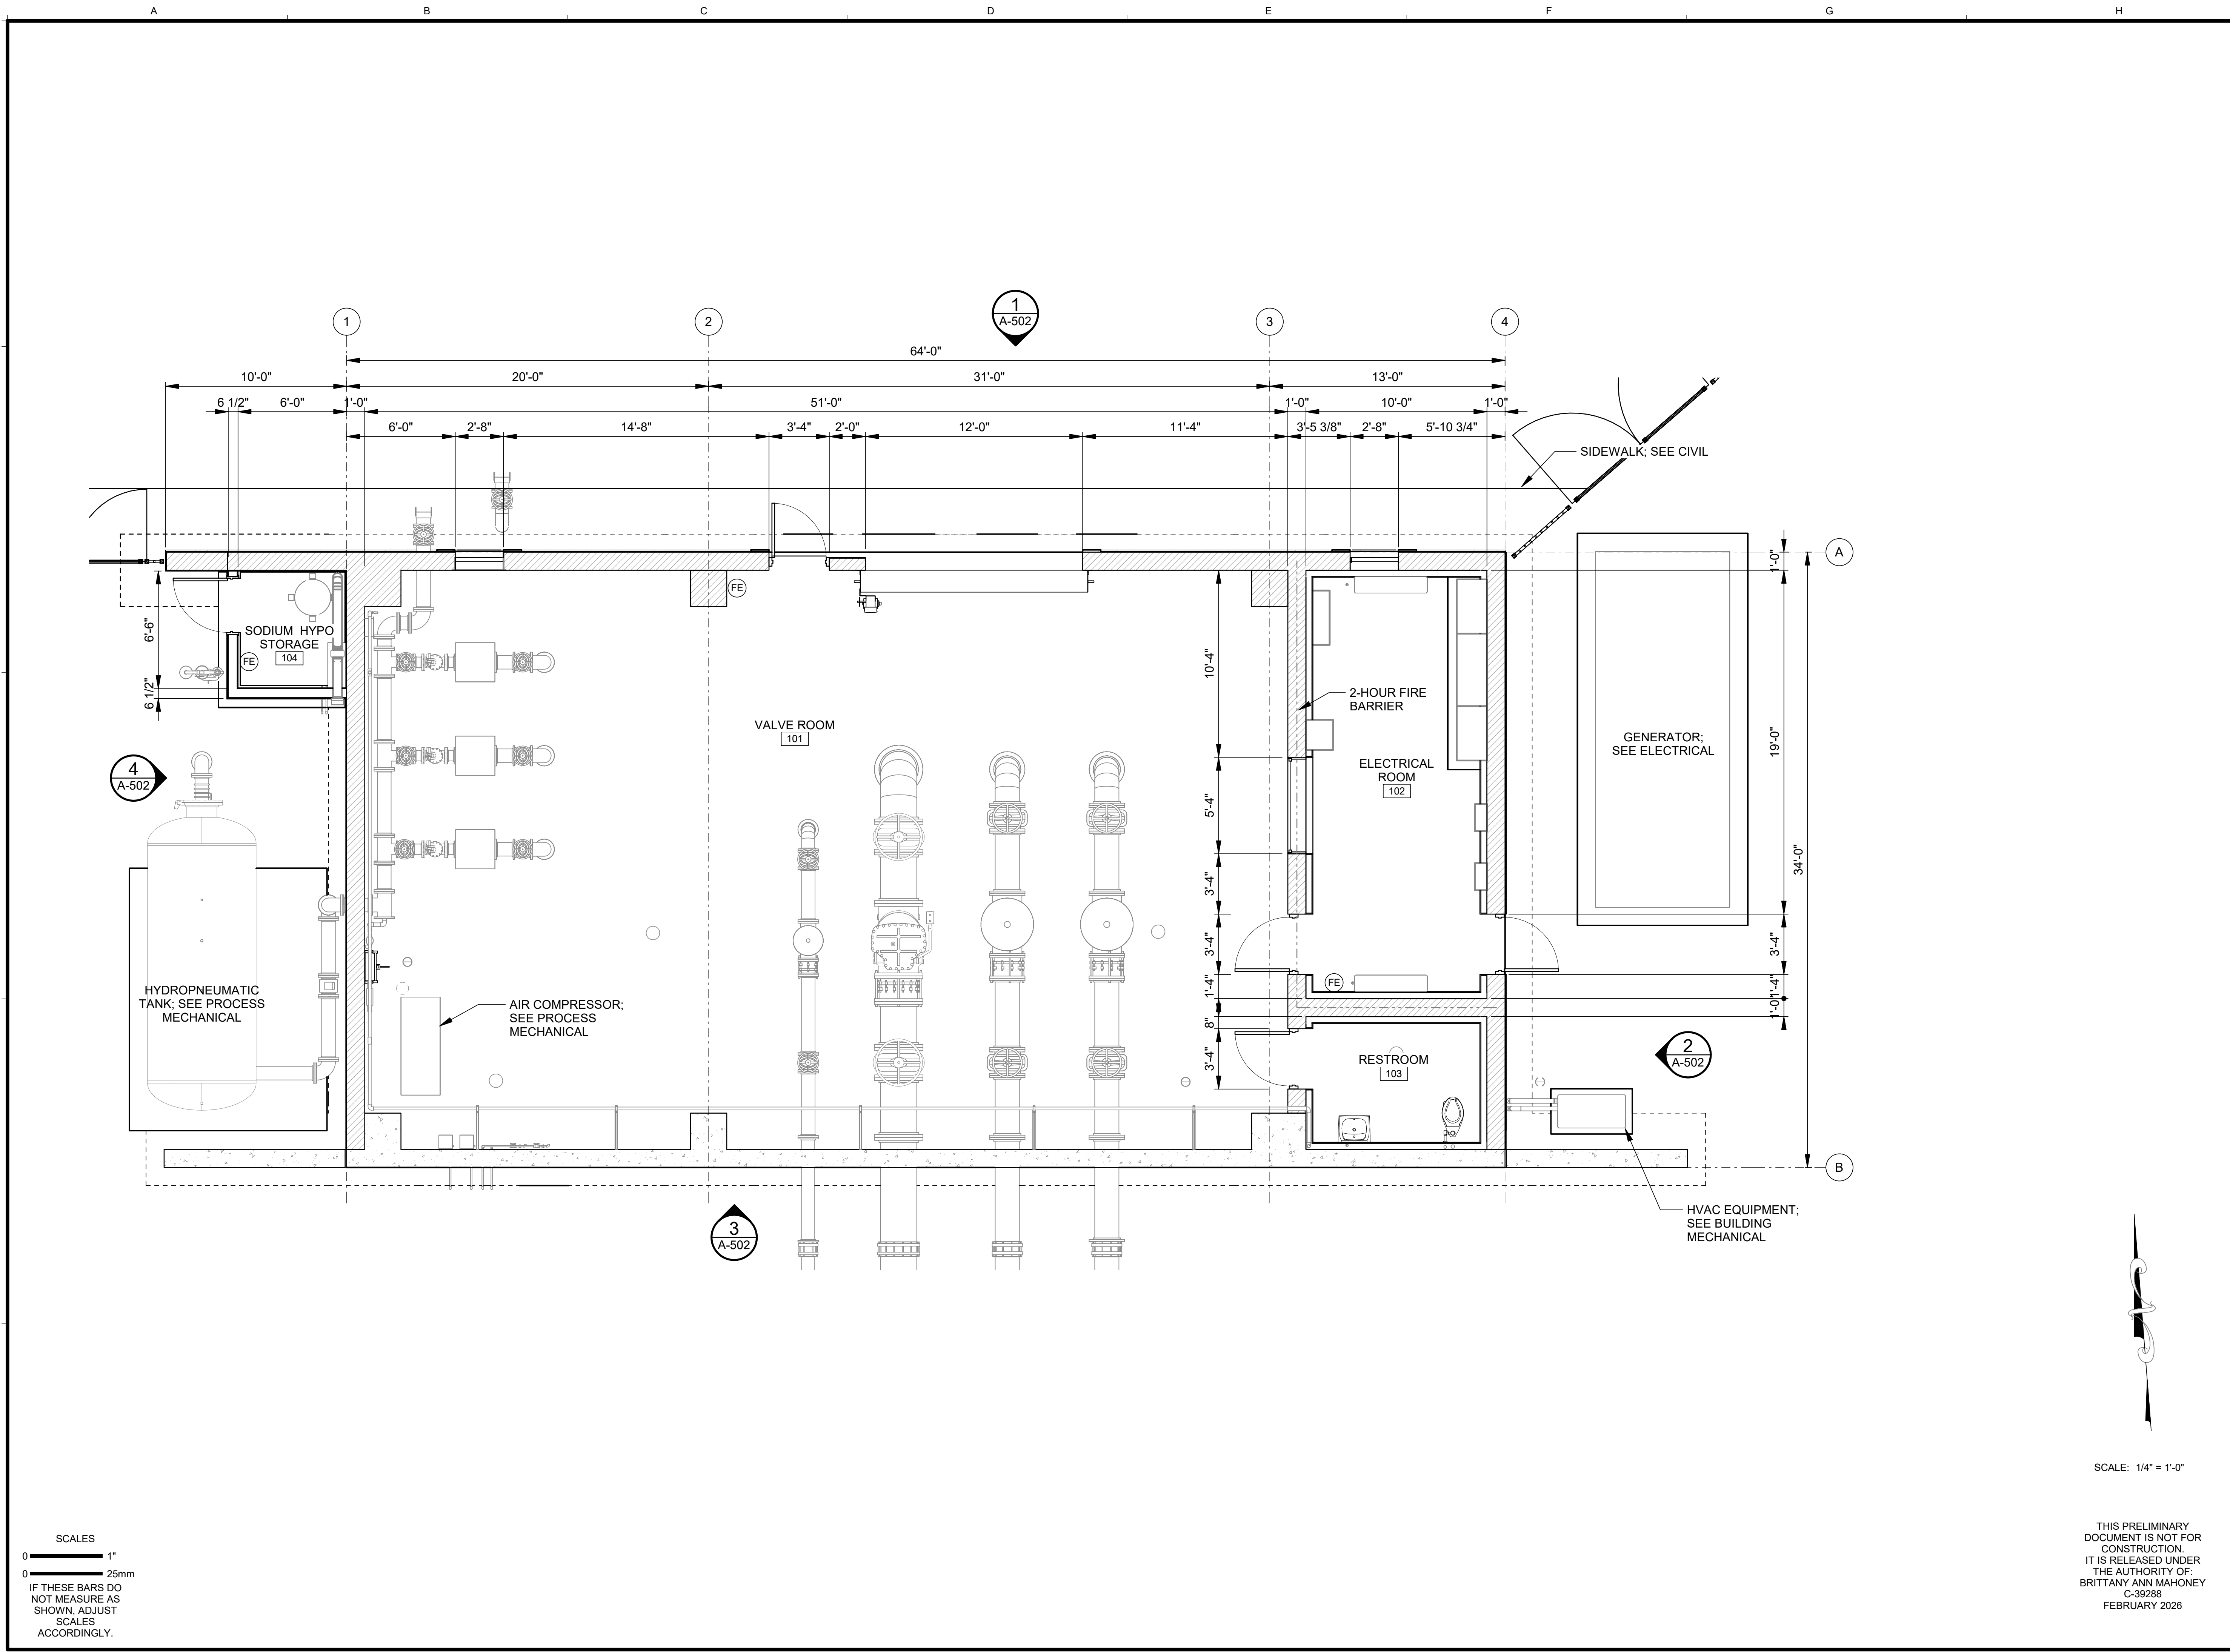 A B C D E F G H
1
A-502
1 2 3 4
64'-0"
10'-0" 20'-0" 31'-0" 13'-0"
6 1/2" 6'-0" 1'-0" 51'-0" 1'-0" 10'-0" 1'-0"
6'-0" 2'-8" 14'-8" 3'-4" 2'-0" 12'-0" 11'-4" 3'-5 3/8" 2'-8" 5'-10 3/4"
SIDEWALK; SEE CIVIL
A
1'-0"
FE
6'-6"
SODIUM HYPO
STORAGE
104
FE
6 1/2"
10'-4"
2-HOUR FIRE
BARRIER
VALVE ROOM
101
GENERATOR;
SEE ELECTRICAL
19'-0"
4
A-502
ELECTRICAL
ROOM
102
5'-4"
34'-0"
3'-4"
3'-4"
3'-4"
HYDROPNEUMATIC
TANK; SEE PROCESS
MECHANICAL
AIR COMPRESSOR;
SEE PROCESS
MECHANICAL
FE
1'-4"
1'-4"
1'-0"
8"
3'-4"
RESTROOM
103
2
A-502
B
3
A-502
HVAC EQUIPMENT;
SEE BUILDING
MECHANICAL
SCALE: 1/4" = 1'-0"
SCALES
0 1"
0 25mm
IF THESE BARS DO
NOT MEASURE AS
SHOWN, ADJUST
SCALES
ACCORDINGLY.
THIS PRELIMINARY
DOCUMENT IS NOT FOR
CONSTRUCTION.
IT IS RELEASED UNDER
THE AUTHORITY OF:
BRITTANY ANN MAHONEY
C-39288
FEBRUARY 2026